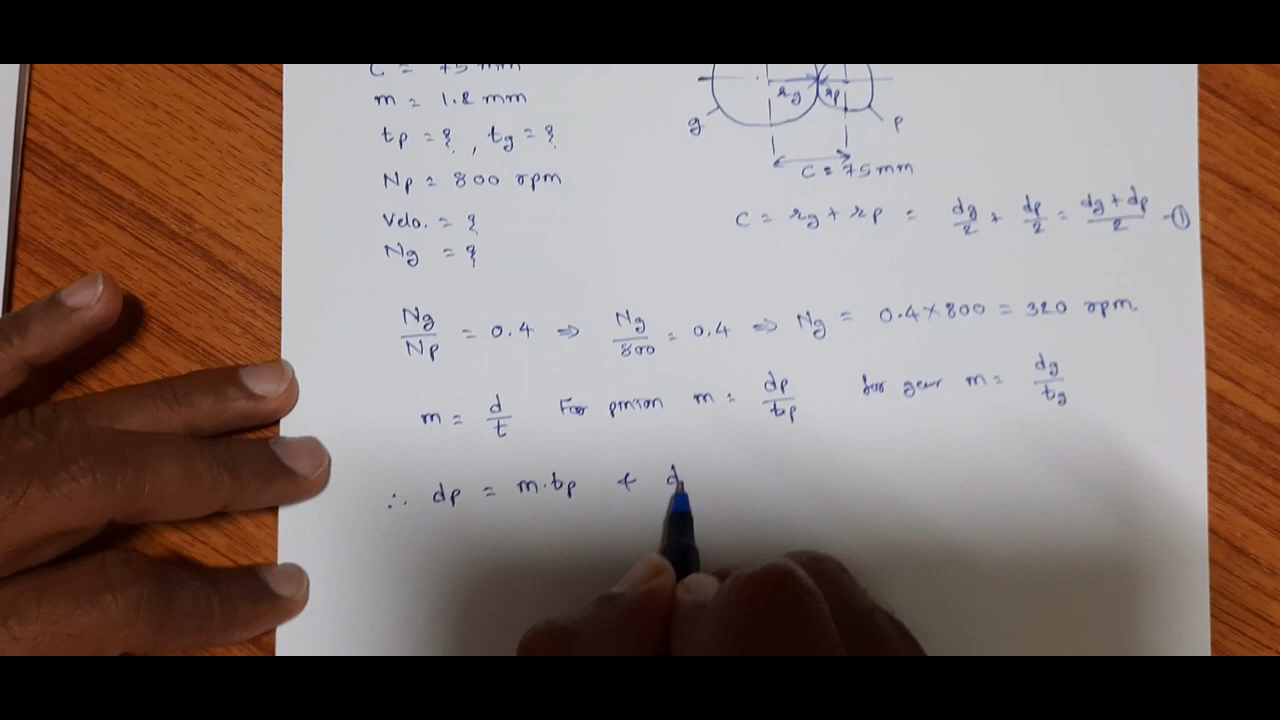 C = 75 mm
m = 1.8 mm
tp = ? , tg = ?
Np = 800 rpm
Velo. = ?
Ng = ?
rg rp
g p
C = 75 mm
C = rg + rp = dg/2 + dp/2 = dg + dp/2 - ①
Ng/Np = 0.4 ⇒ Ng/800 = 0.4 ⇒ Ng = 0.4 × 800 = 320 rpm.
m = d/t For pinion m = dp/tp for gear m = dg/tg
∴ dp = m.tp & d